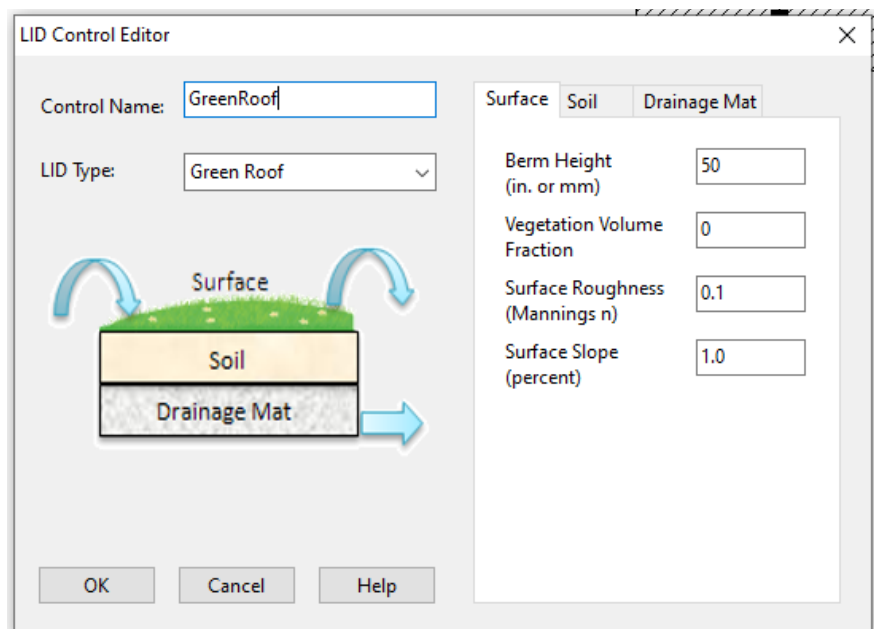 LID Control Editor
Control Name:
GreenRoof
LID Type:
Green Roof
Surface
Soil
Drainage Mat
OK
Cancel
Help
Surface
Soil
Drainage Mat
Berm Height
(in. or mm)
50
Vegetation Volume
Fraction
0
Surface Roughness
(Mannings n)
0.1
Surface Slope
(percent)
1.0